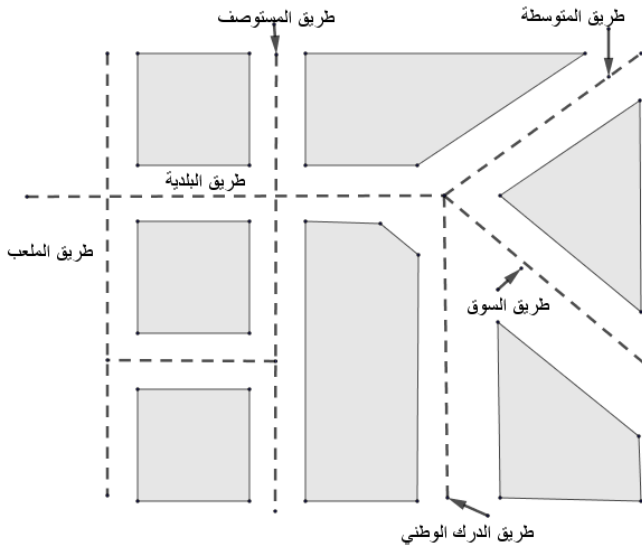 طريق المتوسطة
طريق المستوصف
طريق البلدية
طريق الملعب
طريق السوق
طريق الدرك الوطني